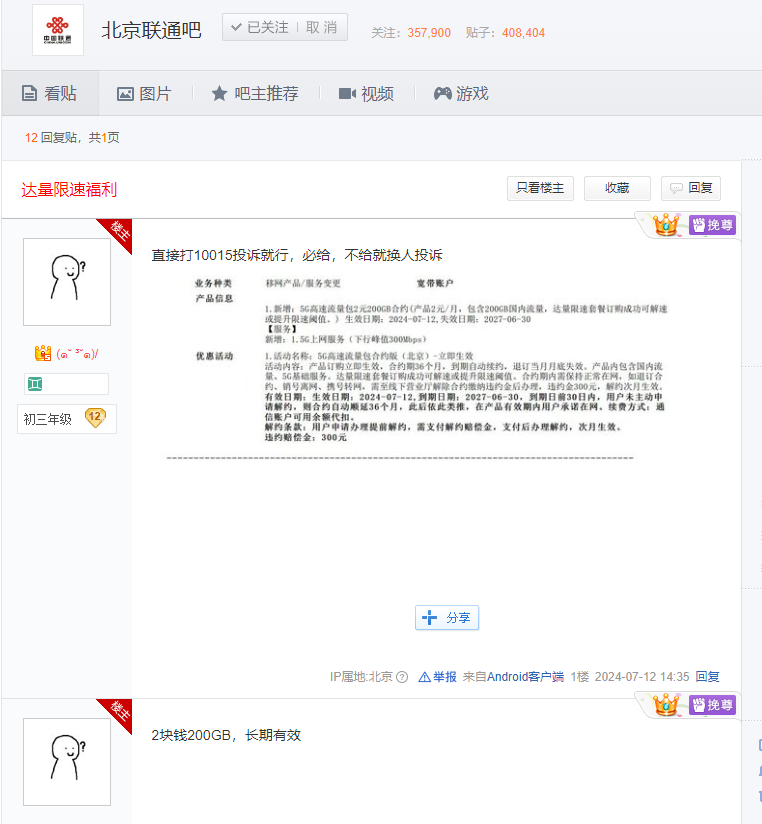 中国联通
北京联通吧
已关注 | 取消
关注：357,900 贴子：408,404
看贴
图片
吧主推荐
视频
游戏
12 回复贴，共1页
达量限速福利
只看楼主
收藏
回复
楼主
挽尊
(๑˘ ³˘๑)/
初三年级 12
直接打10015投诉就行，必给，不给就换人投诉
业务种类 移网产品/服务变更 宽带账户
产品信息
1.新增：5G高速流量包2元200GB合约(产品2元/月，包含200GB国内流量，达量限速套餐订购成功可解速
或提升限速阈值。) 生效日期：2024-07-12,失效日期：2027-06-30
【服务】
新增：1.5G上网服务（下行峰值300Mbps）
优惠活动 1.活动名称：5G高速流量包合约版（北京）-立即生效
活动内容：产品订购立即生效，合约期36个月，到期自动续约，退订当月月底失效。产品内包含国内流
量、5G基础服务。达量限速套餐订购成功可解速或提升限速阈值。合约期内需保持正常在网，如退订合
约、销号离网、携号转网，需至线下营业厅解除合约缴纳违约金后办理，违约金300元，解约次月生效。
有效日期：生效日期：2024-07-12,到期日期：2027-06-30，到期日前30日内，用户未主动申
请解约，则合约自动顺延36个月，此后依此类推，在产品有效期内用户承诺在网。续费方式：通
信账户可用余额代扣。
解约条款：用户申请办理提前解约，需支付解约赔偿金，支付后办理解约，次月生效。
违约赔偿金：300元
分享
IP属地:北京 举报 来自Android客户端 1楼 2024-07-12 14:35 回复
楼主
挽尊
2块钱200GB，长期有效